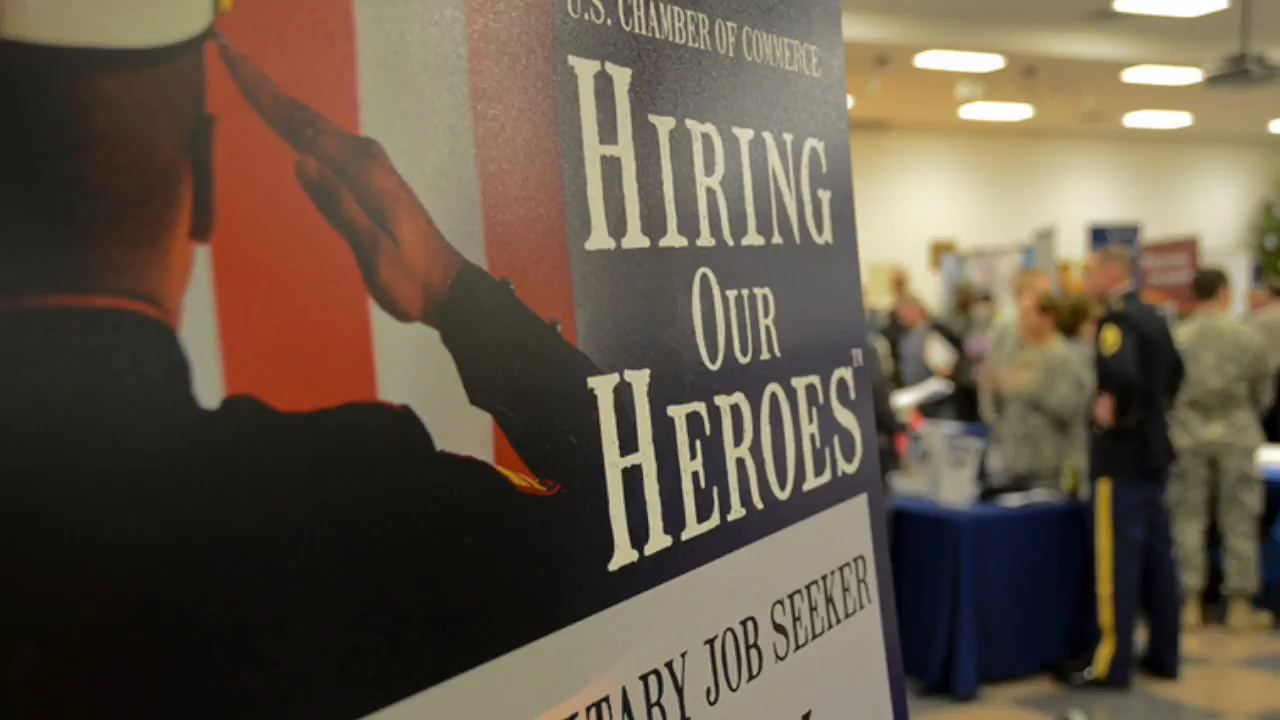 U.S. CHAMBER OF COMMERCE
HIRING
OUR
HEROES™
JOB SEEKER